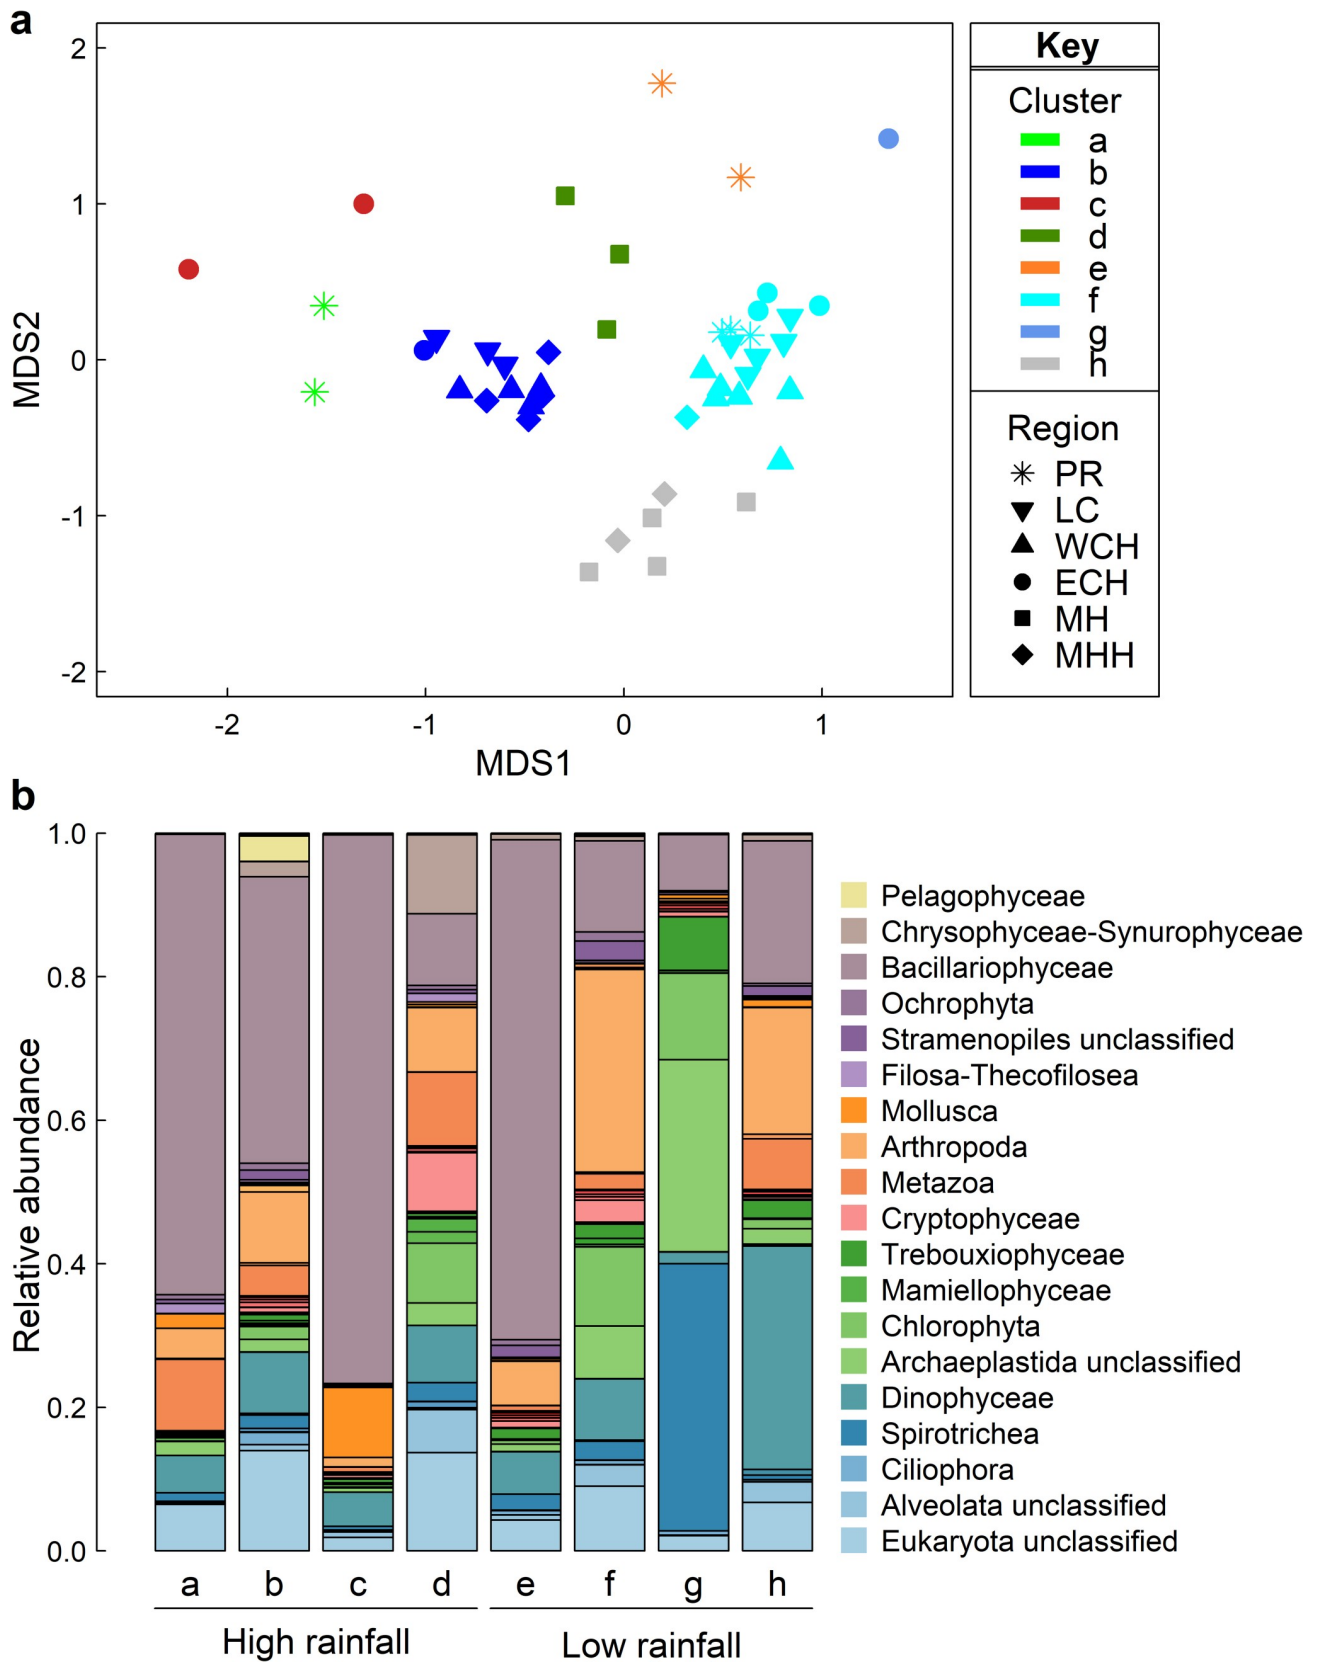 a
2
1
0
-1
-2
MDS2
-2
-1
0
1
MDS1
Key
Cluster
a
b
c
d
e
f
g
h
Region
PR
LC
WCH
ECH
MH
MHH
b
1.0
0.8
0.6
0.4
0.2
0.0
Relative abundance
a
b
c
d
e
f
g
h
High rainfall
Low rainfall
Pelagophyceae
Chrysophyceae-Synurophyceae
Bacillariophyceae
Ochrophyta
Stramenopiles unclassified
Filosa-Thecofilosea
Mollusca
Arthropoda
Metazoa
Cryptophyceae
Trebouxiophyceae
Mamiellophyceae
Chlorophyta
Archaeplastida unclassified
Dinophyceae
Spirotrichea
Ciliophora
Alveolata unclassified
Eukaryota unclassified